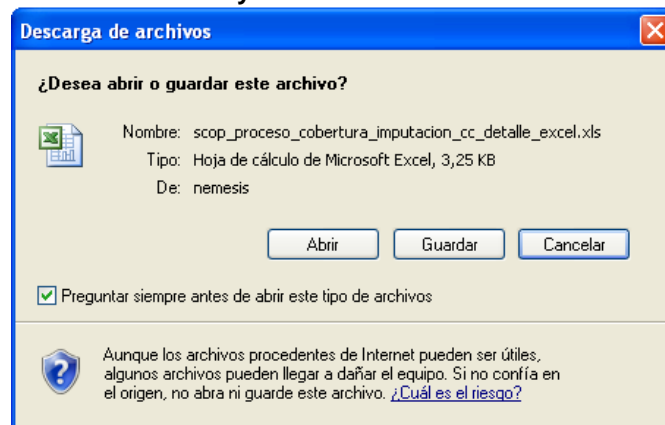 Descarga de archivos
¿Desea abrir o guardar este archivo?
Nombre: scop_proceso_cobertura_imputacion_cc_detalle_excel.xls
Tipo: Hoja de cálculo de Microsoft Excel, 3,25 KB
De: nemesis
Abrir Guardar Cancelar
Preguntar siempre antes de abrir este tipo de archivos
Aunque los archivos procedentes de Internet pueden ser útiles,
algunos archivos pueden llegar a dañar el equipo. Si no confía en
el origen, no abra ni guarde este archivo. ¿Cuál es el riesgo?